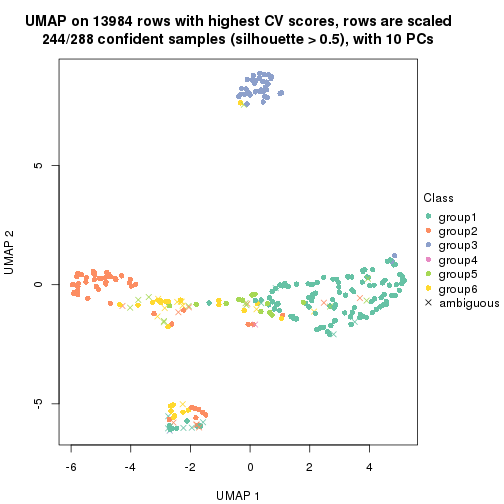 UMAP on 13984 rows with highest CV scores, rows are scaled
244/288 confident samples (silhouette > 0.5), with 10 PCs
5
0
-5
UMAP 2
-6
-4
-2
0
2
4
UMAP 1
Class
group1
group2
group3
group4
group5
group6
ambiguous